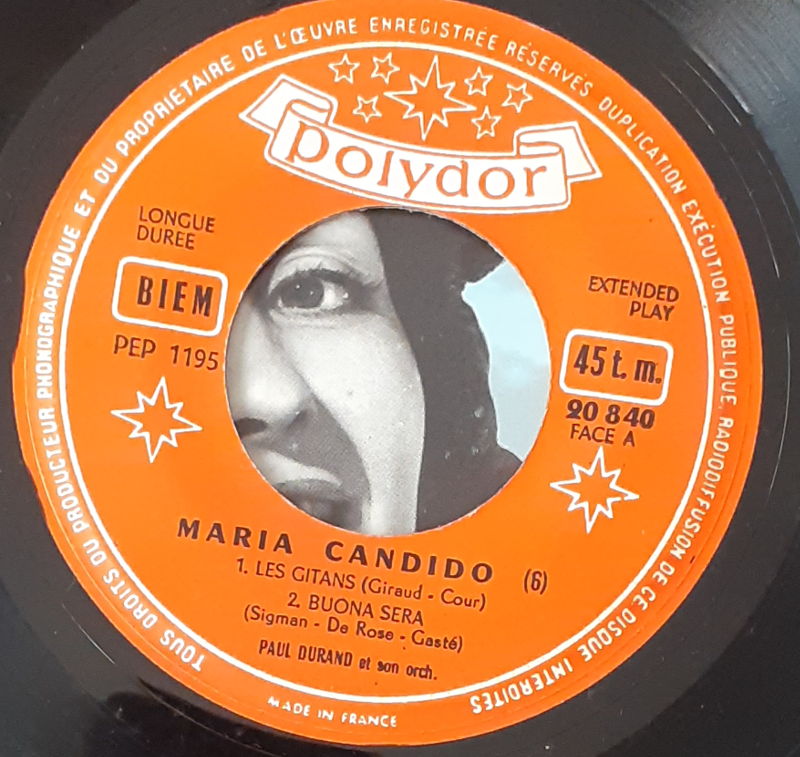 TOUS DROITS DU PRODUCTEUR PHONOGRAPHIQUE ET DU PROPRIETAIRE DE L'ŒUVRE ENREGISTRÉE RÉSERVÉS DUPLICATION EXÉCUTION PUBLIQUE, RADIODIFFUSION DE CE DISQUE INTERDITES
polydor
LONGUE
DUREE
BIEM
PEP 1195
EXTENDED
PLAY
45 t. m.
20 840
FACE A
MARIA CANDIDO (6)
1. LES GITANS (Giraud - Cour)
2. BUONA SERA
(Sigman - De Rose - Gasté)
PAUL DURAND et son orch.
MADE IN FRANCE